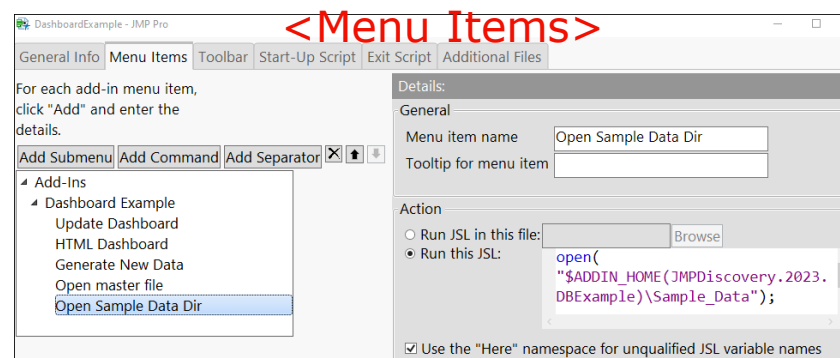 DashboardExample - JMP Pro
<Menu Items>
General Info Menu Items Toolbar Start-Up Script Exit Script Additional Files
For each add-in menu item,
click "Add" and enter the
details.
Add Submenu Add Command Add Separator
Add-Ins
Dashboard Example
Update Dashboard
HTML Dashboard
Generate New Data
Open master file
Open Sample Data Dir
Details:
General
Menu item name Open Sample Data Dir
Tooltip for menu item
Action
Run JSL in this file: Browse
Run this JSL:
open(
"$ADDIN_HOME(JMPDiscovery.2023.
DBExample)\Sample_Data");
Use the "Here" namespace for unqualified JSL variable names